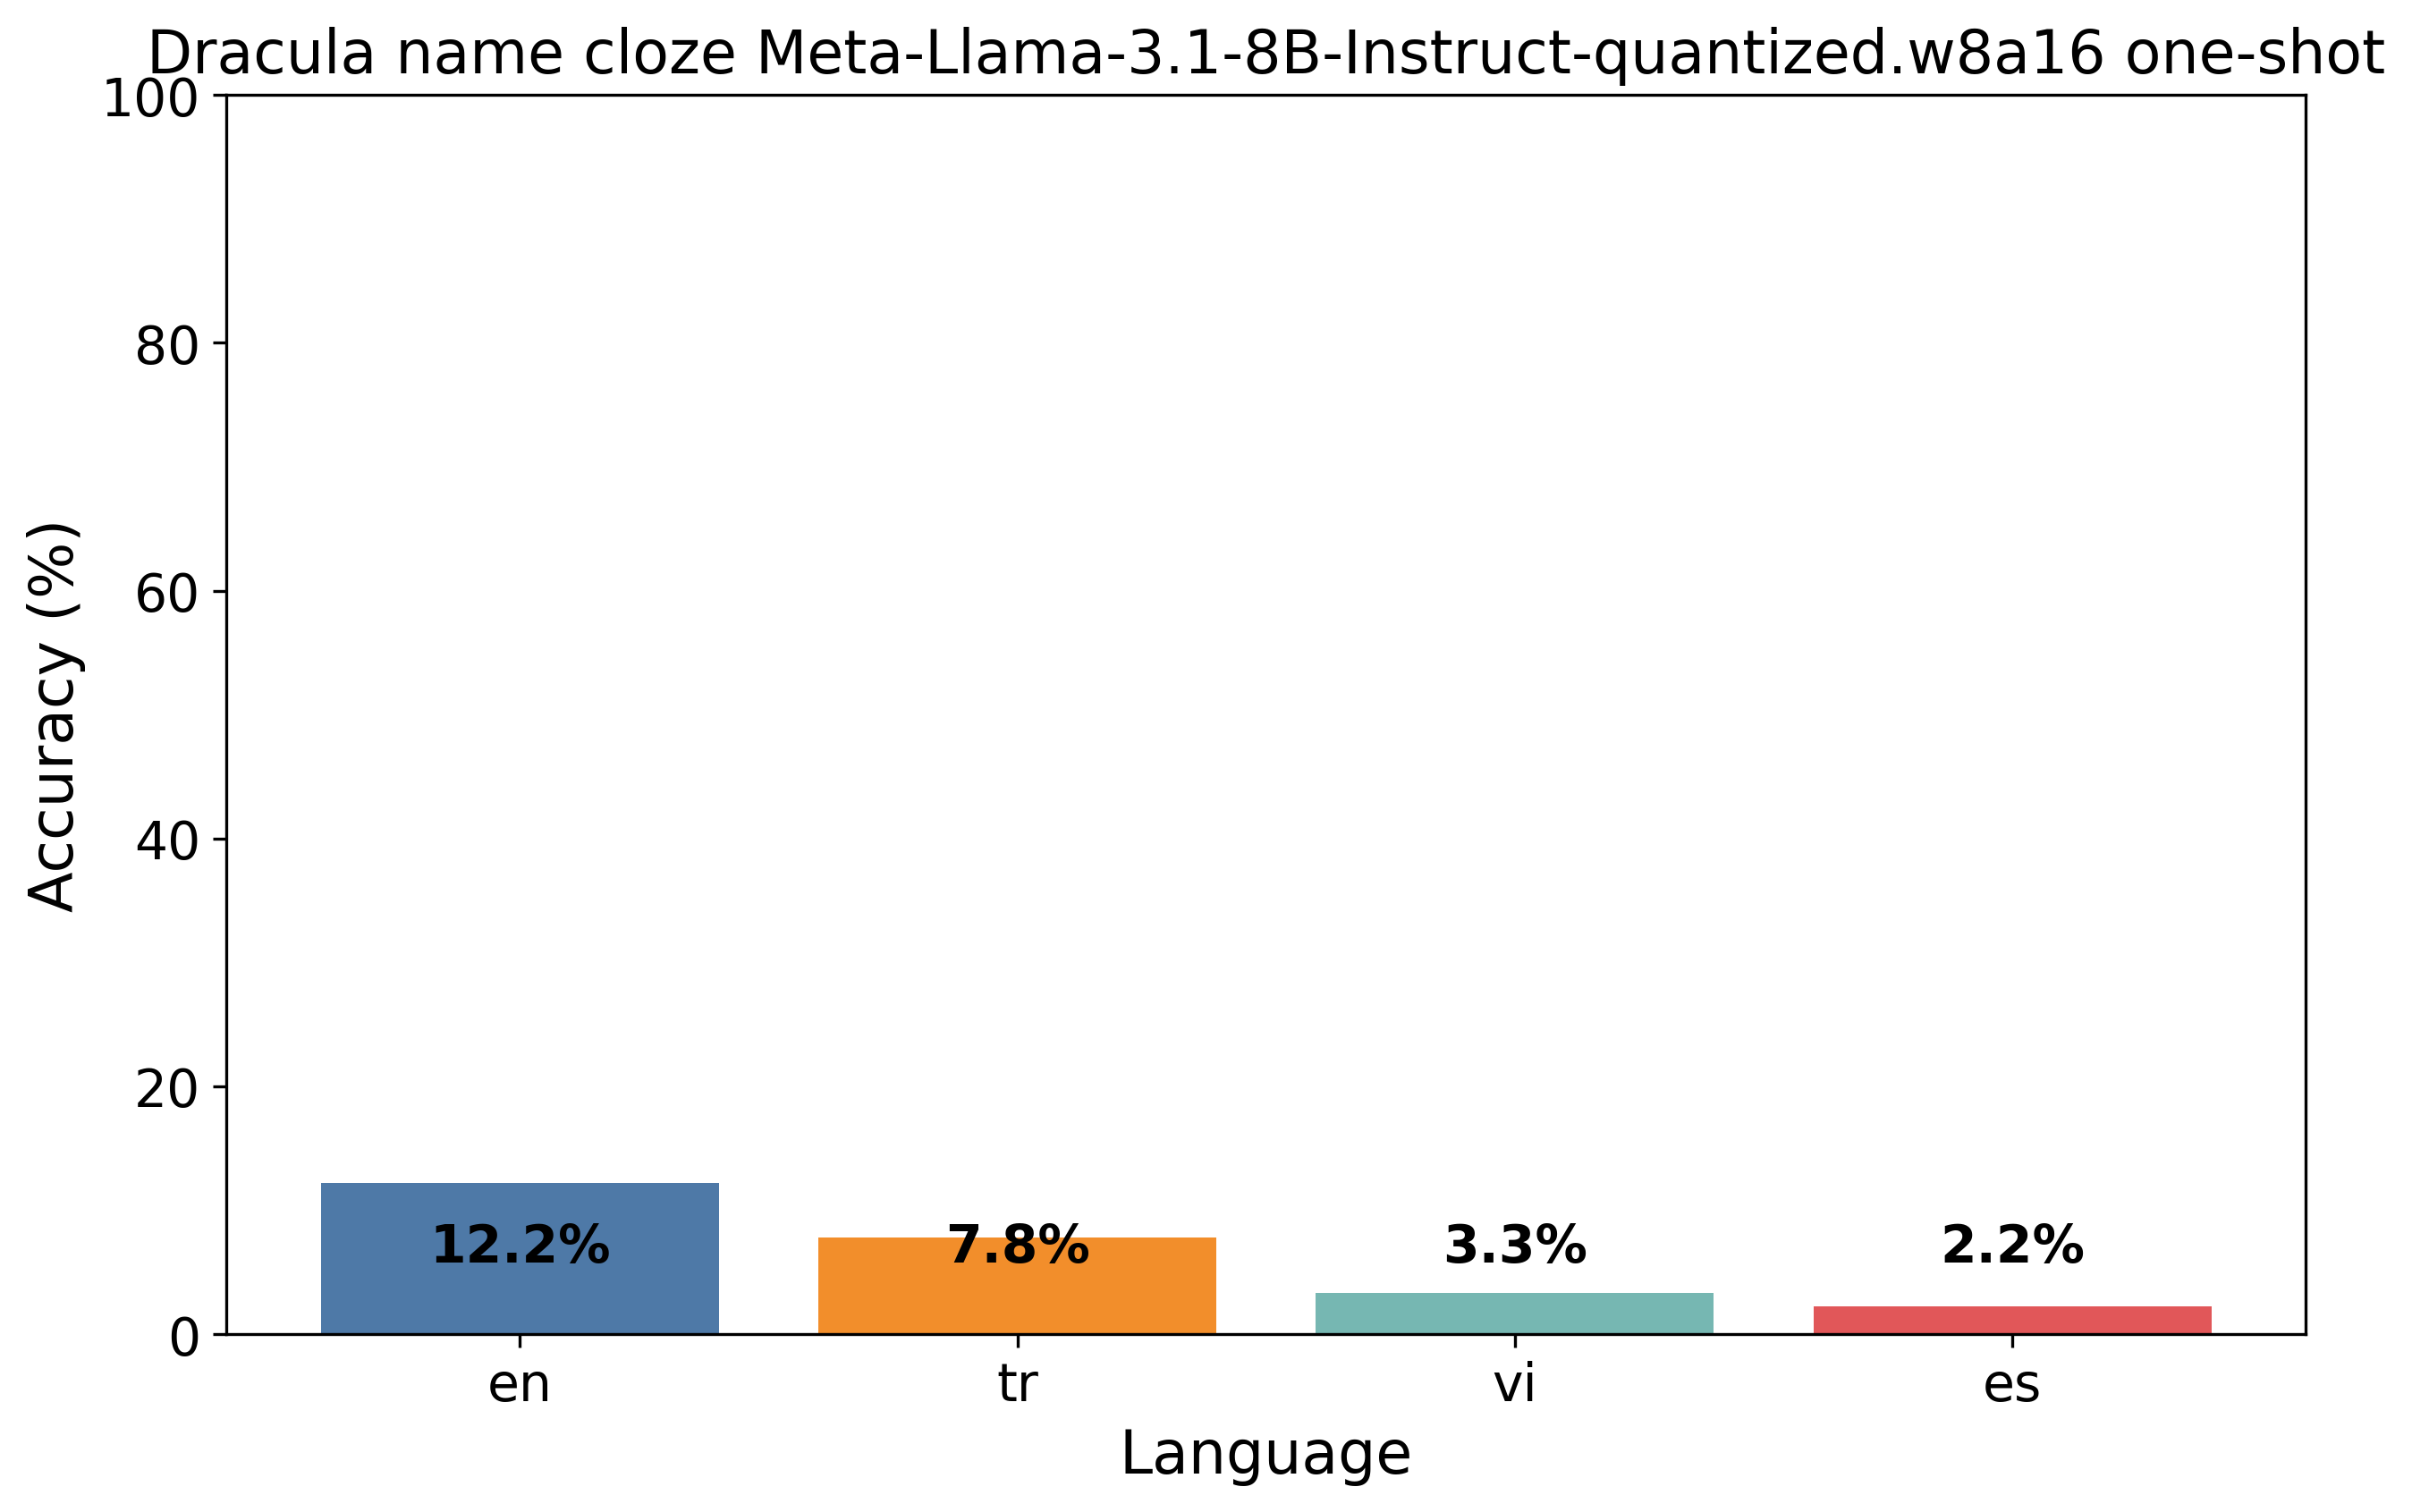 Dracula name cloze Meta-Llama-3.1-8B-Instruct-quantized.w8a16 one-shot
100
80
60
40
20
0
Accuracy (%)
12.2%
7.8%
3.3%
2.2%
en
tr
vi
es
Language